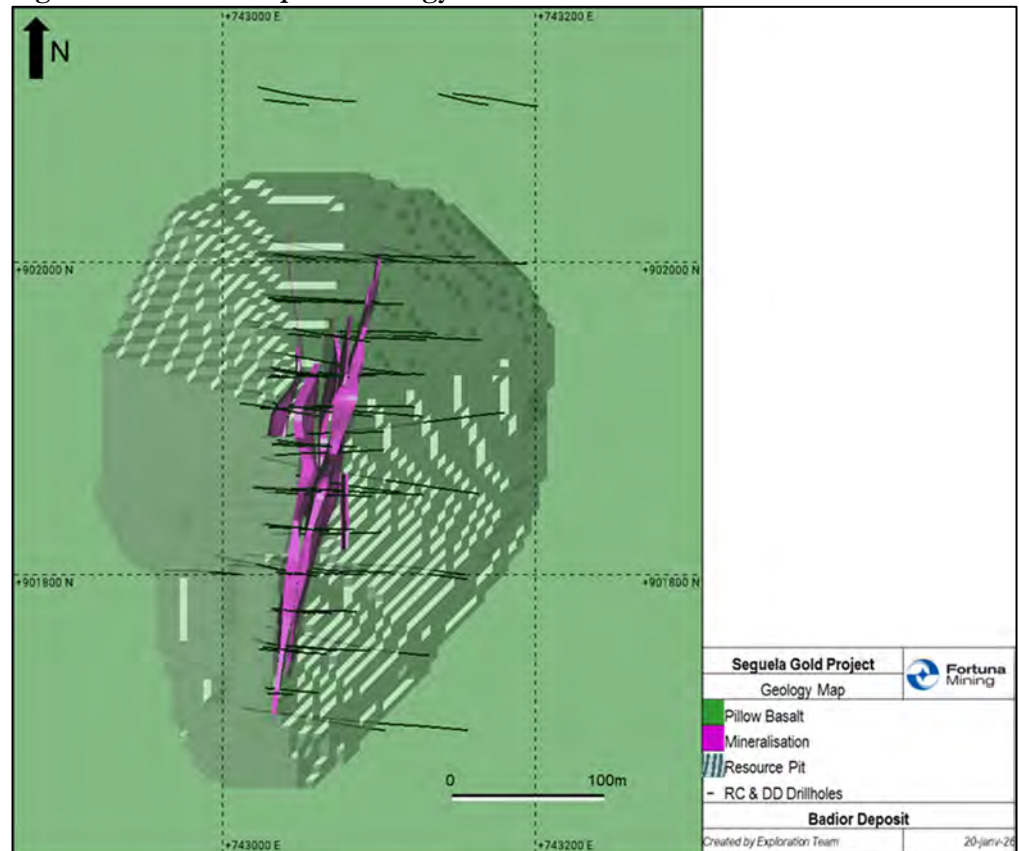 +743000 E
+743200 E
N
+902000 N
+902000 N
+901800 N
+901800 N
0
100m
+743000 E
+743200 E
Seguela Gold Project
Fortuna
Mining
Geology Map
Pillow Basalt
Mineralisation
Resource Pit
RC & DD Drillholes
Badior Deposit
Created by Exploration Team
20-janv-26